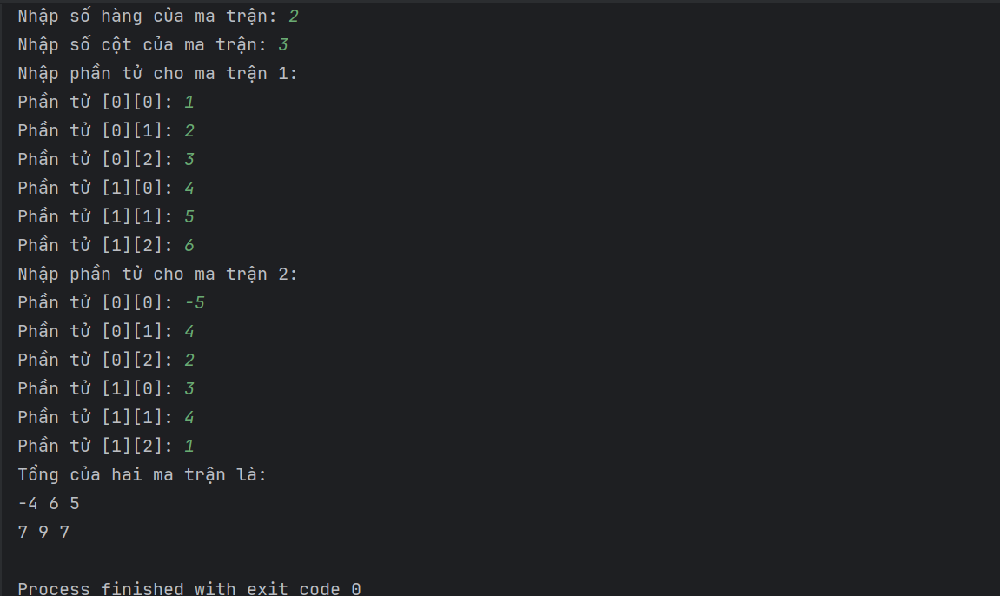 Nhập số hàng của ma trận: 2
Nhập số cột của ma trận: 3
Nhập phần tử cho ma trận 1:
Phần tử [0][0]: 1
Phần tử [0][1]: 2
Phần tử [0][2]: 3
Phần tử [1][0]: 4
Phần tử [1][1]: 5
Phần tử [1][2]: 6
Nhập phần tử cho ma trận 2:
Phần tử [0][0]: -5
Phần tử [0][1]: 4
Phần tử [0][2]: 2
Phần tử [1][0]: 3
Phần tử [1][1]: 4
Phần tử [1][2]: 1
Tổng của hai ma trận là:
-4 6 5
7 9 7
Process finished with exit code 0